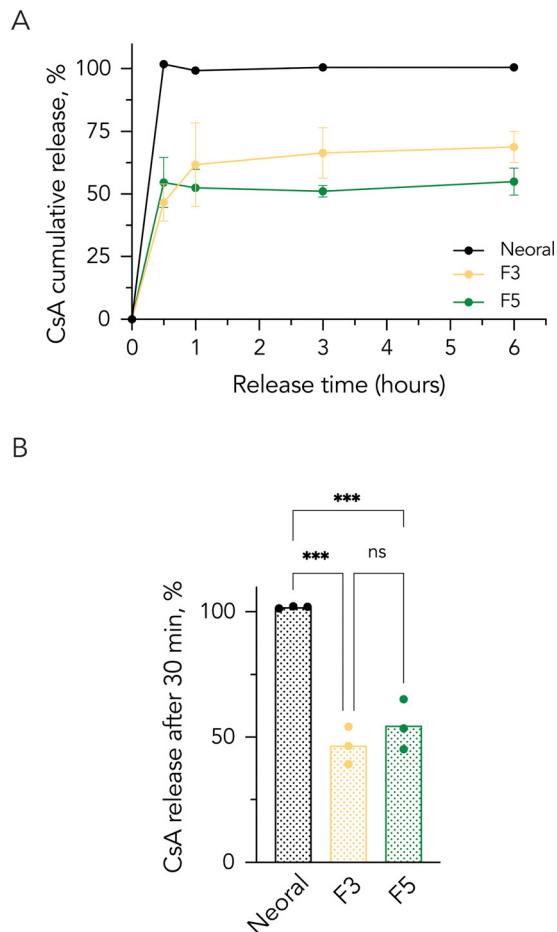 A
CsA cumulative release, %
100
75
50
25
0
0 1 2 3 4 5 6
Release time (hours)
Neoral
F3
F5
B
***
*** ns
CsA release after 30 min, %
100
50
0
Neoral F3 F5